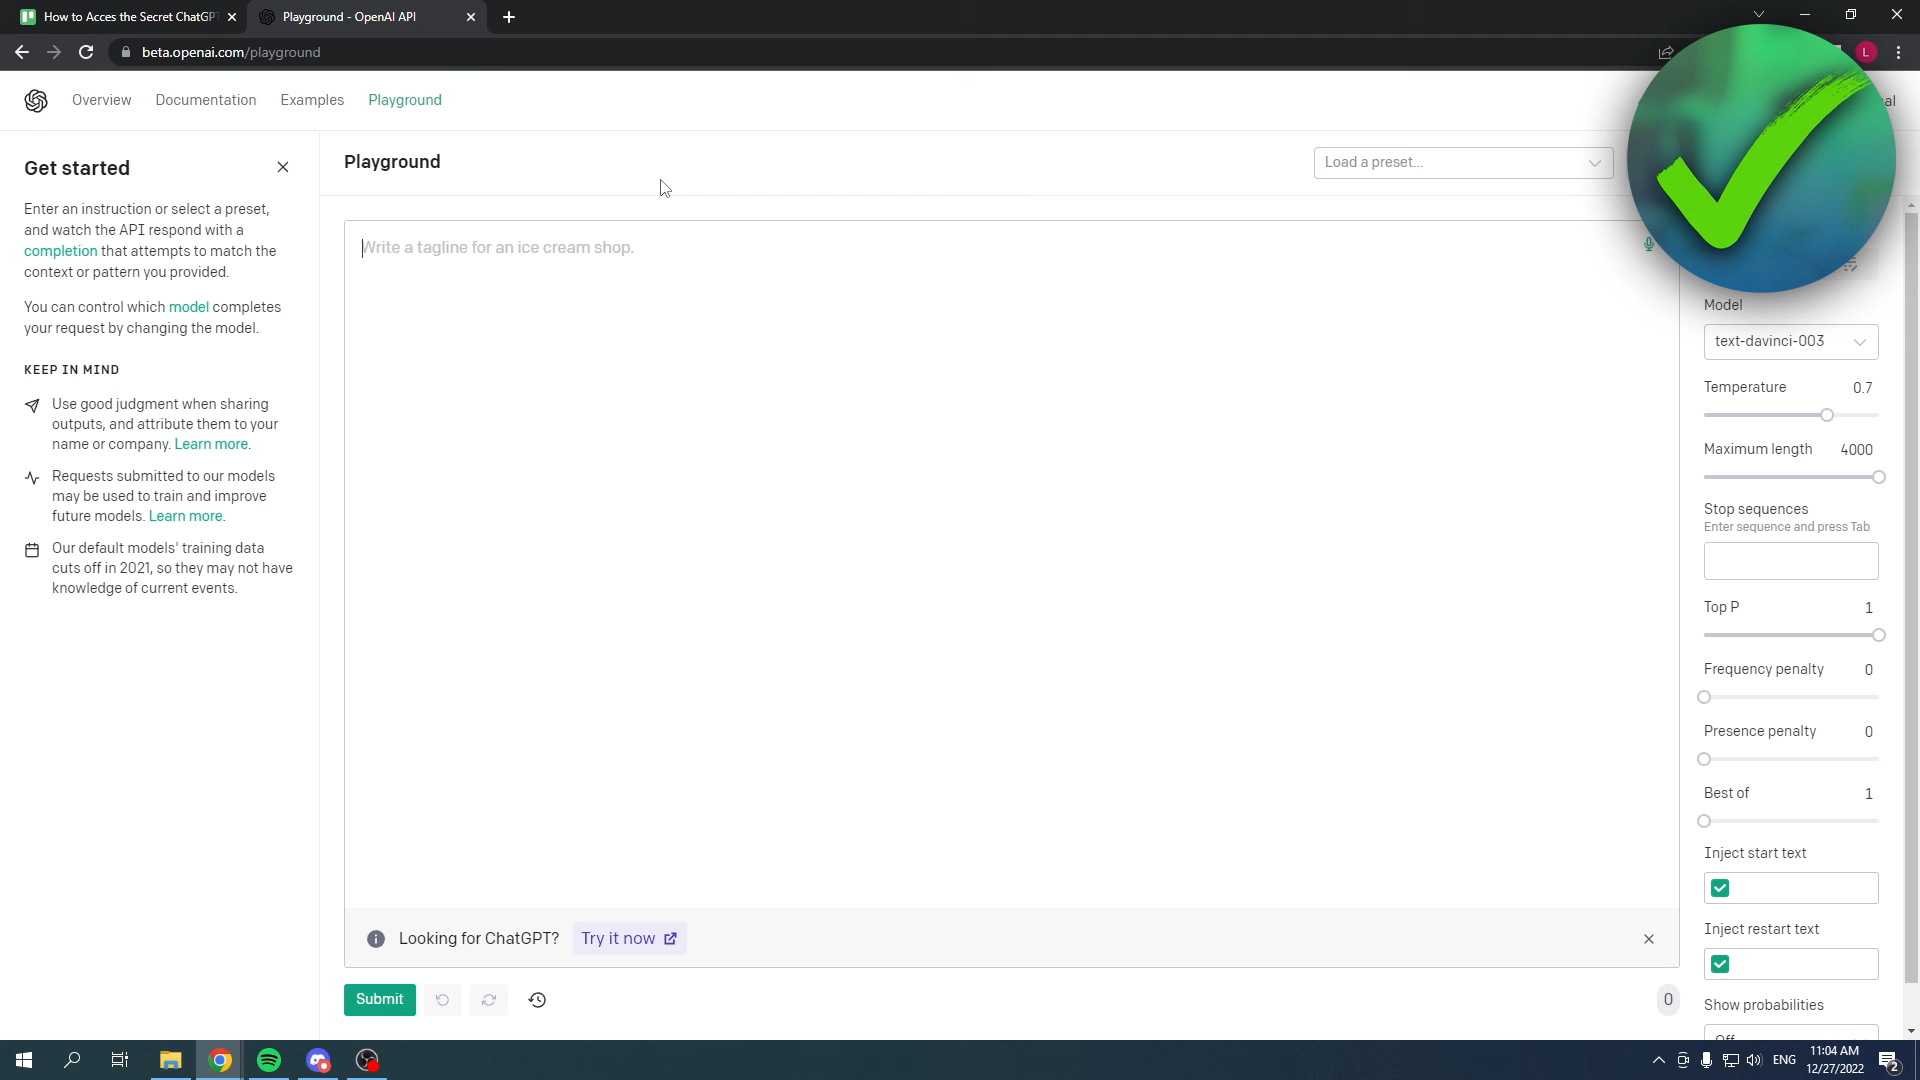 How to Acces the Secret ChatGP
Playground - OpenAI API
beta.openai.com/playground
L
Overview
Documentation
Examples
Playground
al
Get started
Enter an instruction or select a preset,
and watch the API respond with a
completion that attempts to match the
context or pattern you provided.
You can control which model completes
your request by changing the model.
KEEP IN MIND
Use good judgment when sharing
outputs, and attribute them to your
name or company. Learn more.
Requests submitted to our models
may be used to train and improve
future models. Learn more.
Our default models' training data
cuts off in 2021, so they may not have
knowledge of current events.
Playground
Load a preset...
Write a tagline for an ice cream shop.
Looking for ChatGPT? Try it now
Submit
0
Model
text-davinci-003
Temperature 0.7
Maximum length 4000
Stop sequences
Enter sequence and press Tab
Top P 1
Frequency penalty 0
Presence penalty 0
Best of 1
Inject start text
Inject restart text
Show probabilities
Off
ENG
11:04 AM
12/27/2022
2